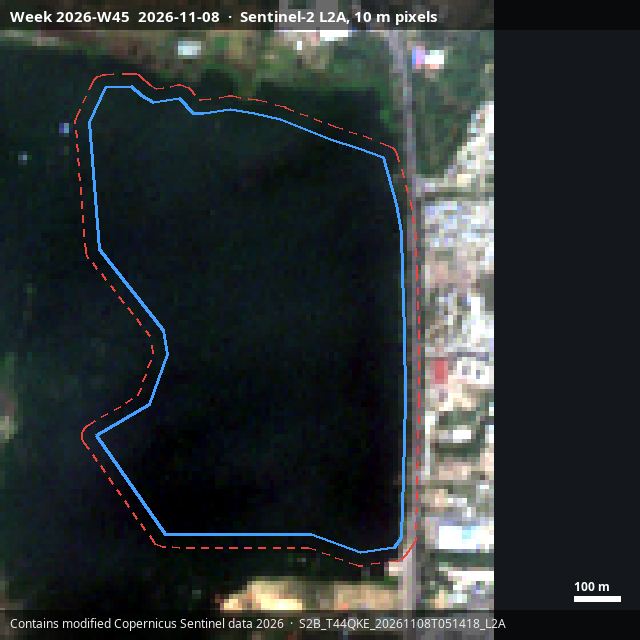 Week 2026-W45  2026-11-08  ·  Sentinel-2 L2A, 10 m pixels
100 m
Contains modified Copernicus Sentinel data 2026  ·  S2B_T44QKE_20261108T051418_L2A